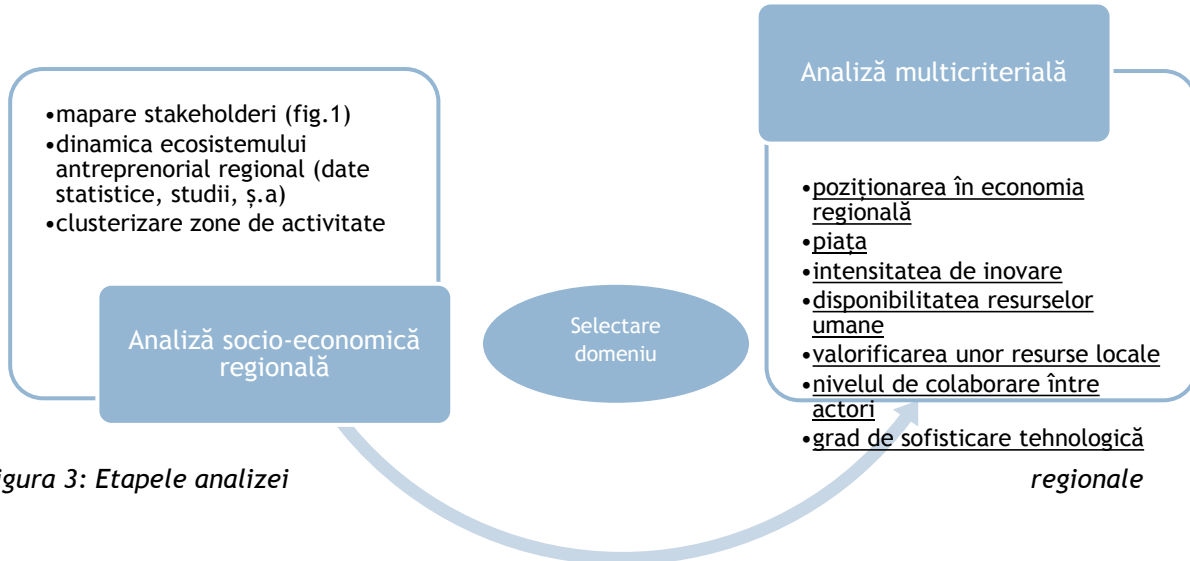 •mapare stakeholderi (fig.1)
•dinamica ecosistemului
antreprenorial regional (date
statistice, studii, ș.a)
•clusterizare zone de activitate
Analiză socio-economică
regională
Selectare
domeniu
Analiză multicriterială
•poziționarea în economia
regională
•piața
•intensitatea de inovare
•disponibilitatea resurselor
umane
•valorificarea unor resurse locale
•nivelul de colaborare între
actori
•grad de sofisticare tehnologică
igura 3: Etapele analizei regionale